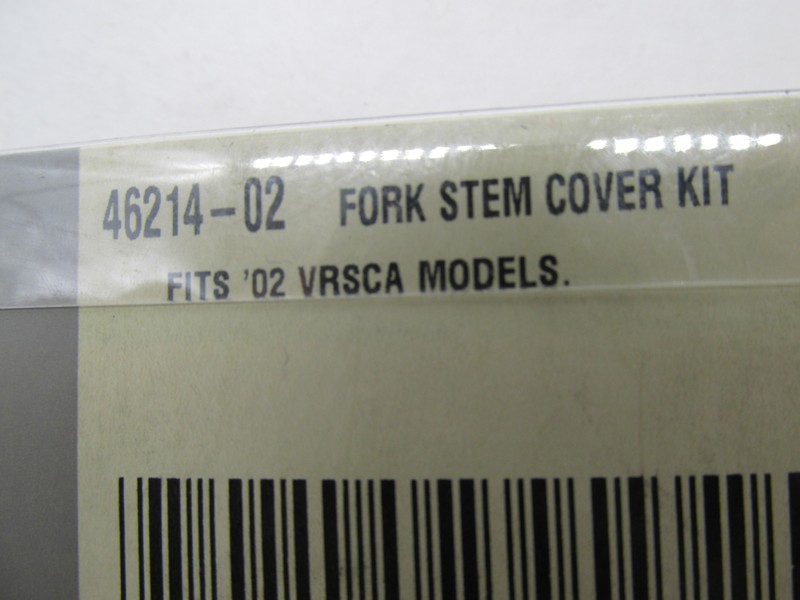 46214-02 FORK STEM COVER KIT
FITS '02 VRSCA MODELS.